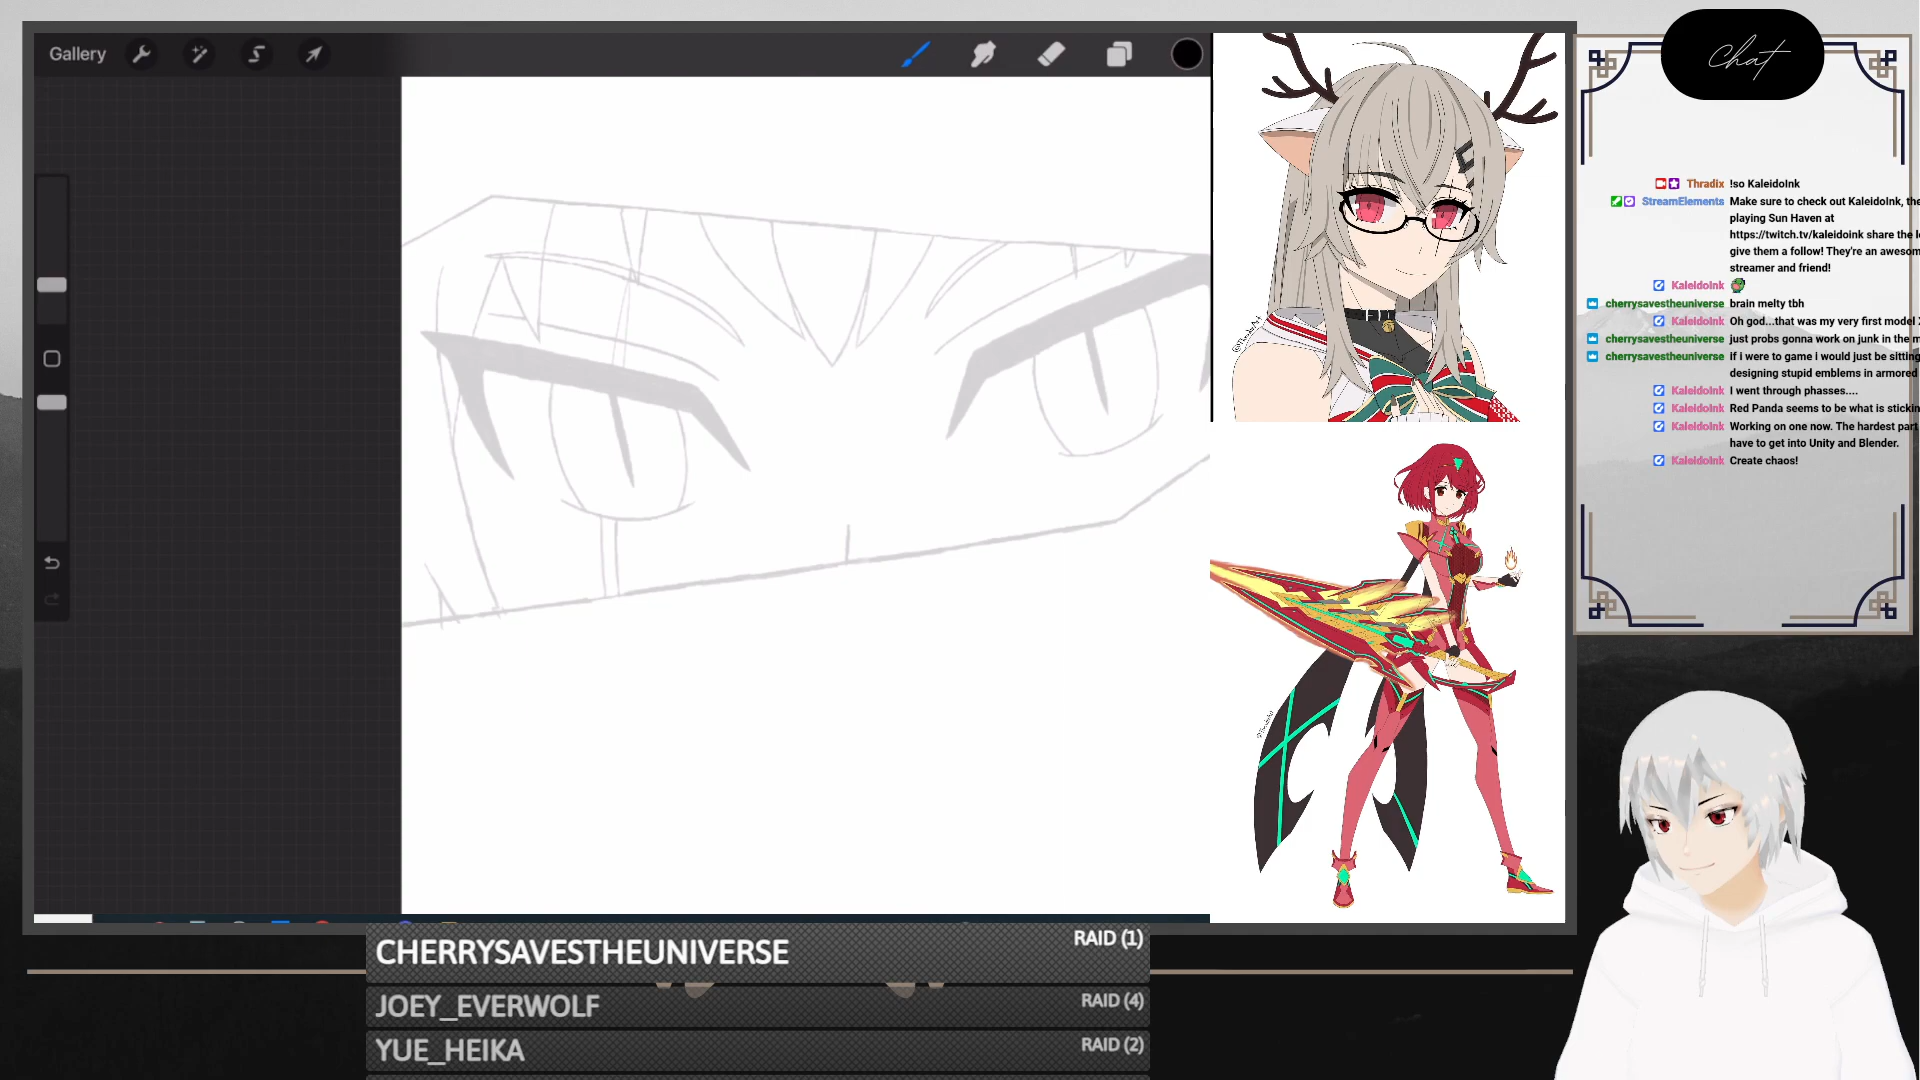 Gallery
Chat
Thradix !so KaleidoInk
StreamElements Make sure to check out KaleidoInk, the
playing Sun Haven at
https://twitch.tv/kaleidoink share the l
give them a follow! They're an awesom
streamer and friend!
KaleidoInk
cherrysavestheuniverse brain melty tbh
KaleidoInk Oh god...that was my very first model
cherrysavestheuniverse just probs gonna work on junk in the m
cherrysavestheuniverse if i were to game i would just be sitting
designing stupid emblems in armored
KaleidoInk I went through phasses....
KaleidoInk Red Panda seems to be what is stickin
KaleidoInk Working on one now. The hardest part
have to get into Unity and Blender.
KaleidoInk Create chaos!
CHERRYSAVESTHEUNIVERSE RAID (1)
JOEY_EVERWOLF RAID (4)
YUE_HEIKA RAID (2)